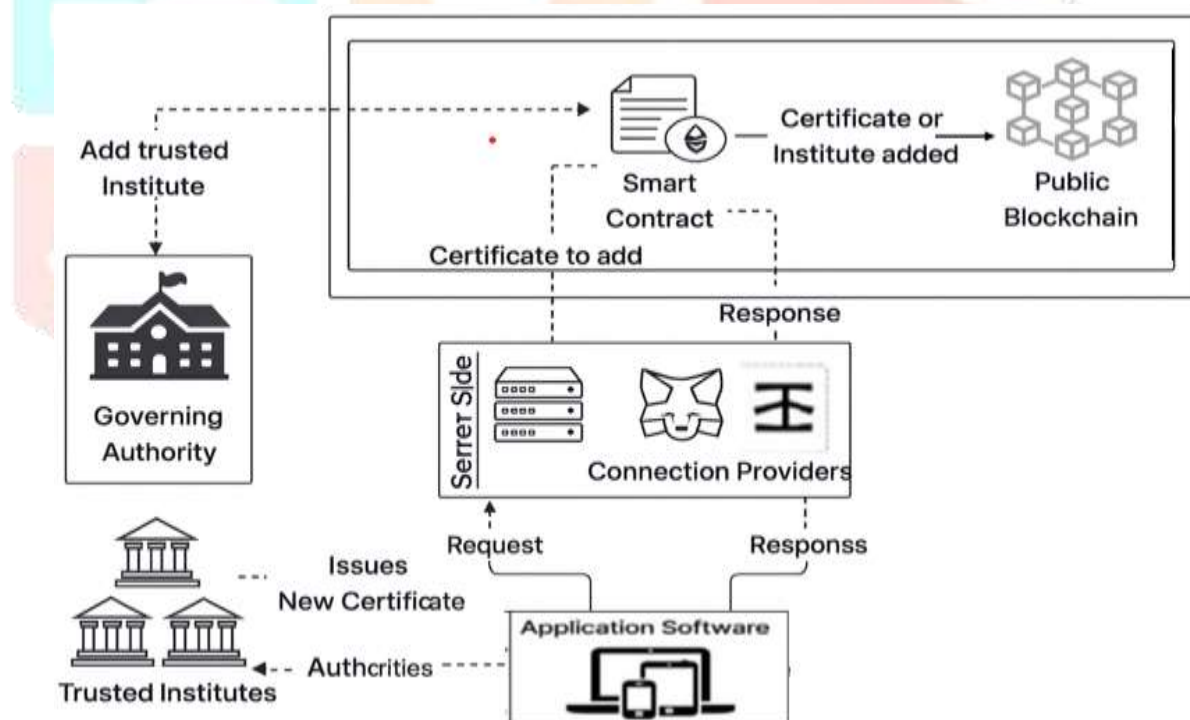 Add trusted
Institute
Certificate or
Institute added
Smart
Contract
Public
Blockchain
Certificate to add
Response
Governing
Authority
Serrer Side
Connection Providers
Request
Responss
Issues
New Certificate
Application Software
Authcrities
Trusted Institutes